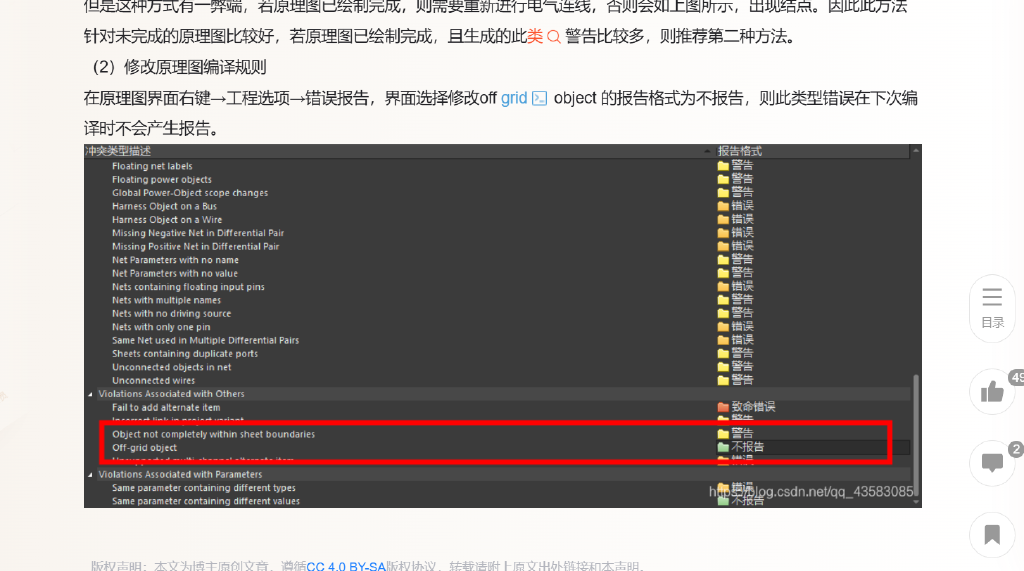 但是这种方式有一弊端，若原理图已绘制完成，则需要重新进行电气连线，否则会如上图所示，出现结点。因此此方法
针对未完成的原理图比较好，若原理图已绘制完成，且生成的此类警告比较多，则推荐第二种方法。
（2）修改原理图编译规则
在原理图界面右键→工程选项→错误报告，界面选择修改off grid object 的报告格式为不报告，则此类型错误在下次编
译时不会产生报告。
冲突类型描述 报告格式
Floating net labels 警告
Floating power objects 警告
Global Power-Object scope changes 警告
Harness Object on a Bus 错误
Harness Object on a Wire 错误
Missing Negative Net in Differential Pair 错误
Missing Positive Net in Differential Pair 错误
Net Parameters with no name 警告
Net Parameters with no value 警告
Nets containing floating input pins 错误
Nets with multiple names 警告
Nets with no driving source 警告
Nets with only one pin 错误
Same Net used in Multiple Differential Pairs 错误
Sheets containing duplicate ports 警告
Unconnected objects in net 警告
Unconnected wires 警告
Violations Associated with Others
Fail to add alternate item 致命错误
Incorrect link in project variant 警告
Object not completely within sheet boundaries 警告
Off-grid object 不报告
Unsupported multi-channel alternate item 错误
Violations Associated with Parameters
Same parameter containing different types 错误
Same parameter containing different values 不报告
https://blog.csdn.net/qq_43583085
目录
49
2
版权声明：本文为博主原创文章，遵循CC 4.0 BY-SA版权协议，转载请附上原文出处链接和本声明。